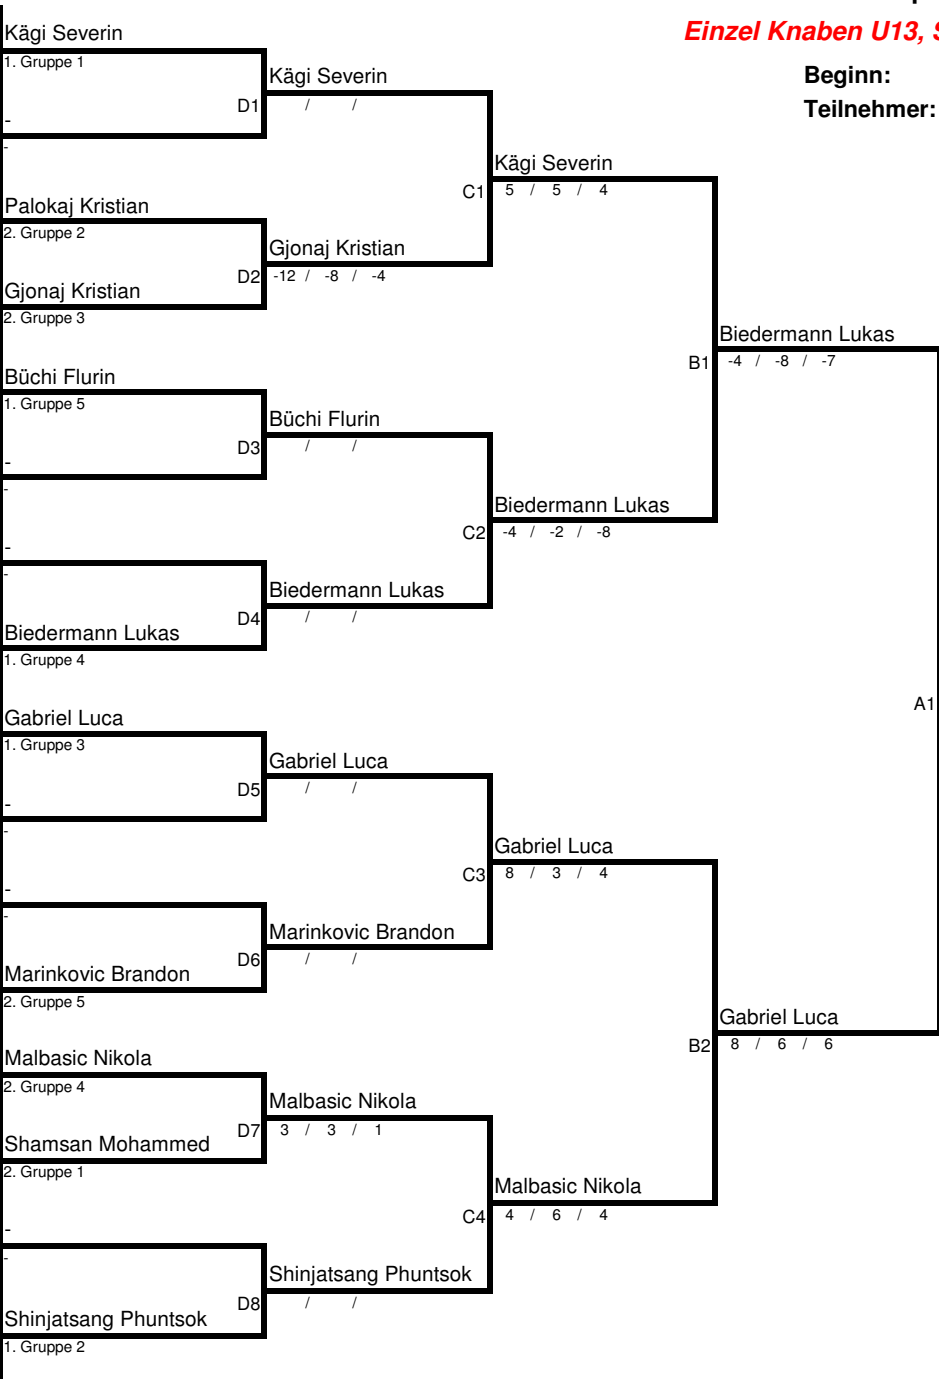 Einzel Knaben U13,
Beginn:
Teilnehmer:
Kägi Severin
1. Gruppe 1
D1
-
-
Palokaj Kristian
2. Gruppe 2
D2
Gjonaj Kristian
2. Gruppe 3
Büchi Flurin
1. Gruppe 5
D3
-
-
-
-
D4
Biedermann Lukas
1. Gruppe 4
Gabriel Luca
1. Gruppe 3
D5
-
-
-
-
D6
Marinkovic Brandon
2. Gruppe 5
Malbasic Nikola
2. Gruppe 4
D7
Shamsan Mohammed
2. Gruppe 1
-
-
D8
Shinjatsang Phuntsok
1. Gruppe 2
Kägi Severin
/ /
C1
Gjonaj Kristian
-12 / -8 / -4
Büchi Flurin
/ /
C2
Biedermann Lukas
/ /
Gabriel Luca
/ /
C3
Marinkovic Brandon
/ /
Malbasic Nikola
3 / 3 / 1
C4
Shinjatsang Phuntsok
/ /
Kägi Severin
5 / 5 / 4
B1
Biedermann Lukas
-4 / -2 / -8
Gabriel Luca
8 / 3 / 4
B2
Malbasic Nikola
4 / 6 / 4
Biedermann Lukas
-4 / -8 / -7
A1
Gabriel Luca
8 / 6 / 6